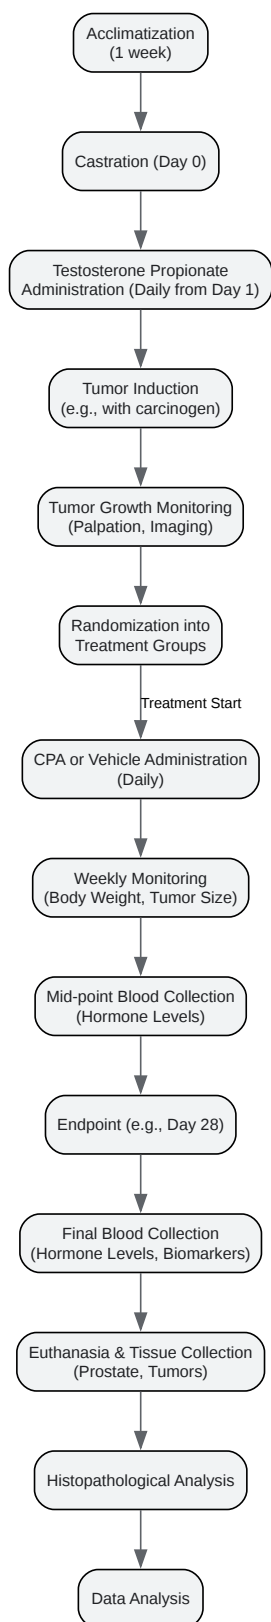 Acclimatization
(1 week)
Castration (Day 0)
Testosterone Propionate
Administration (Daily from Day 1)
Tumor Induction
(e.g., with carcinogen)
Tumor Growth Monitoring
(Palpation, Imaging)
Randomization into
Treatment Groups
Treatment Start
CPA or Vehicle Administration
(Daily)
Weekly Monitoring
(Body Weight, Tumor Size)
Mid-point Blood Collection
(Hormone Levels)
Endpoint (e.g., Day 28)
Final Blood Collection
(Hormone Levels, Biomarkers)
Euthanasia & Tissue Collection
(Prostate, Tumors)
Histopathological Analysis
Data Analysis